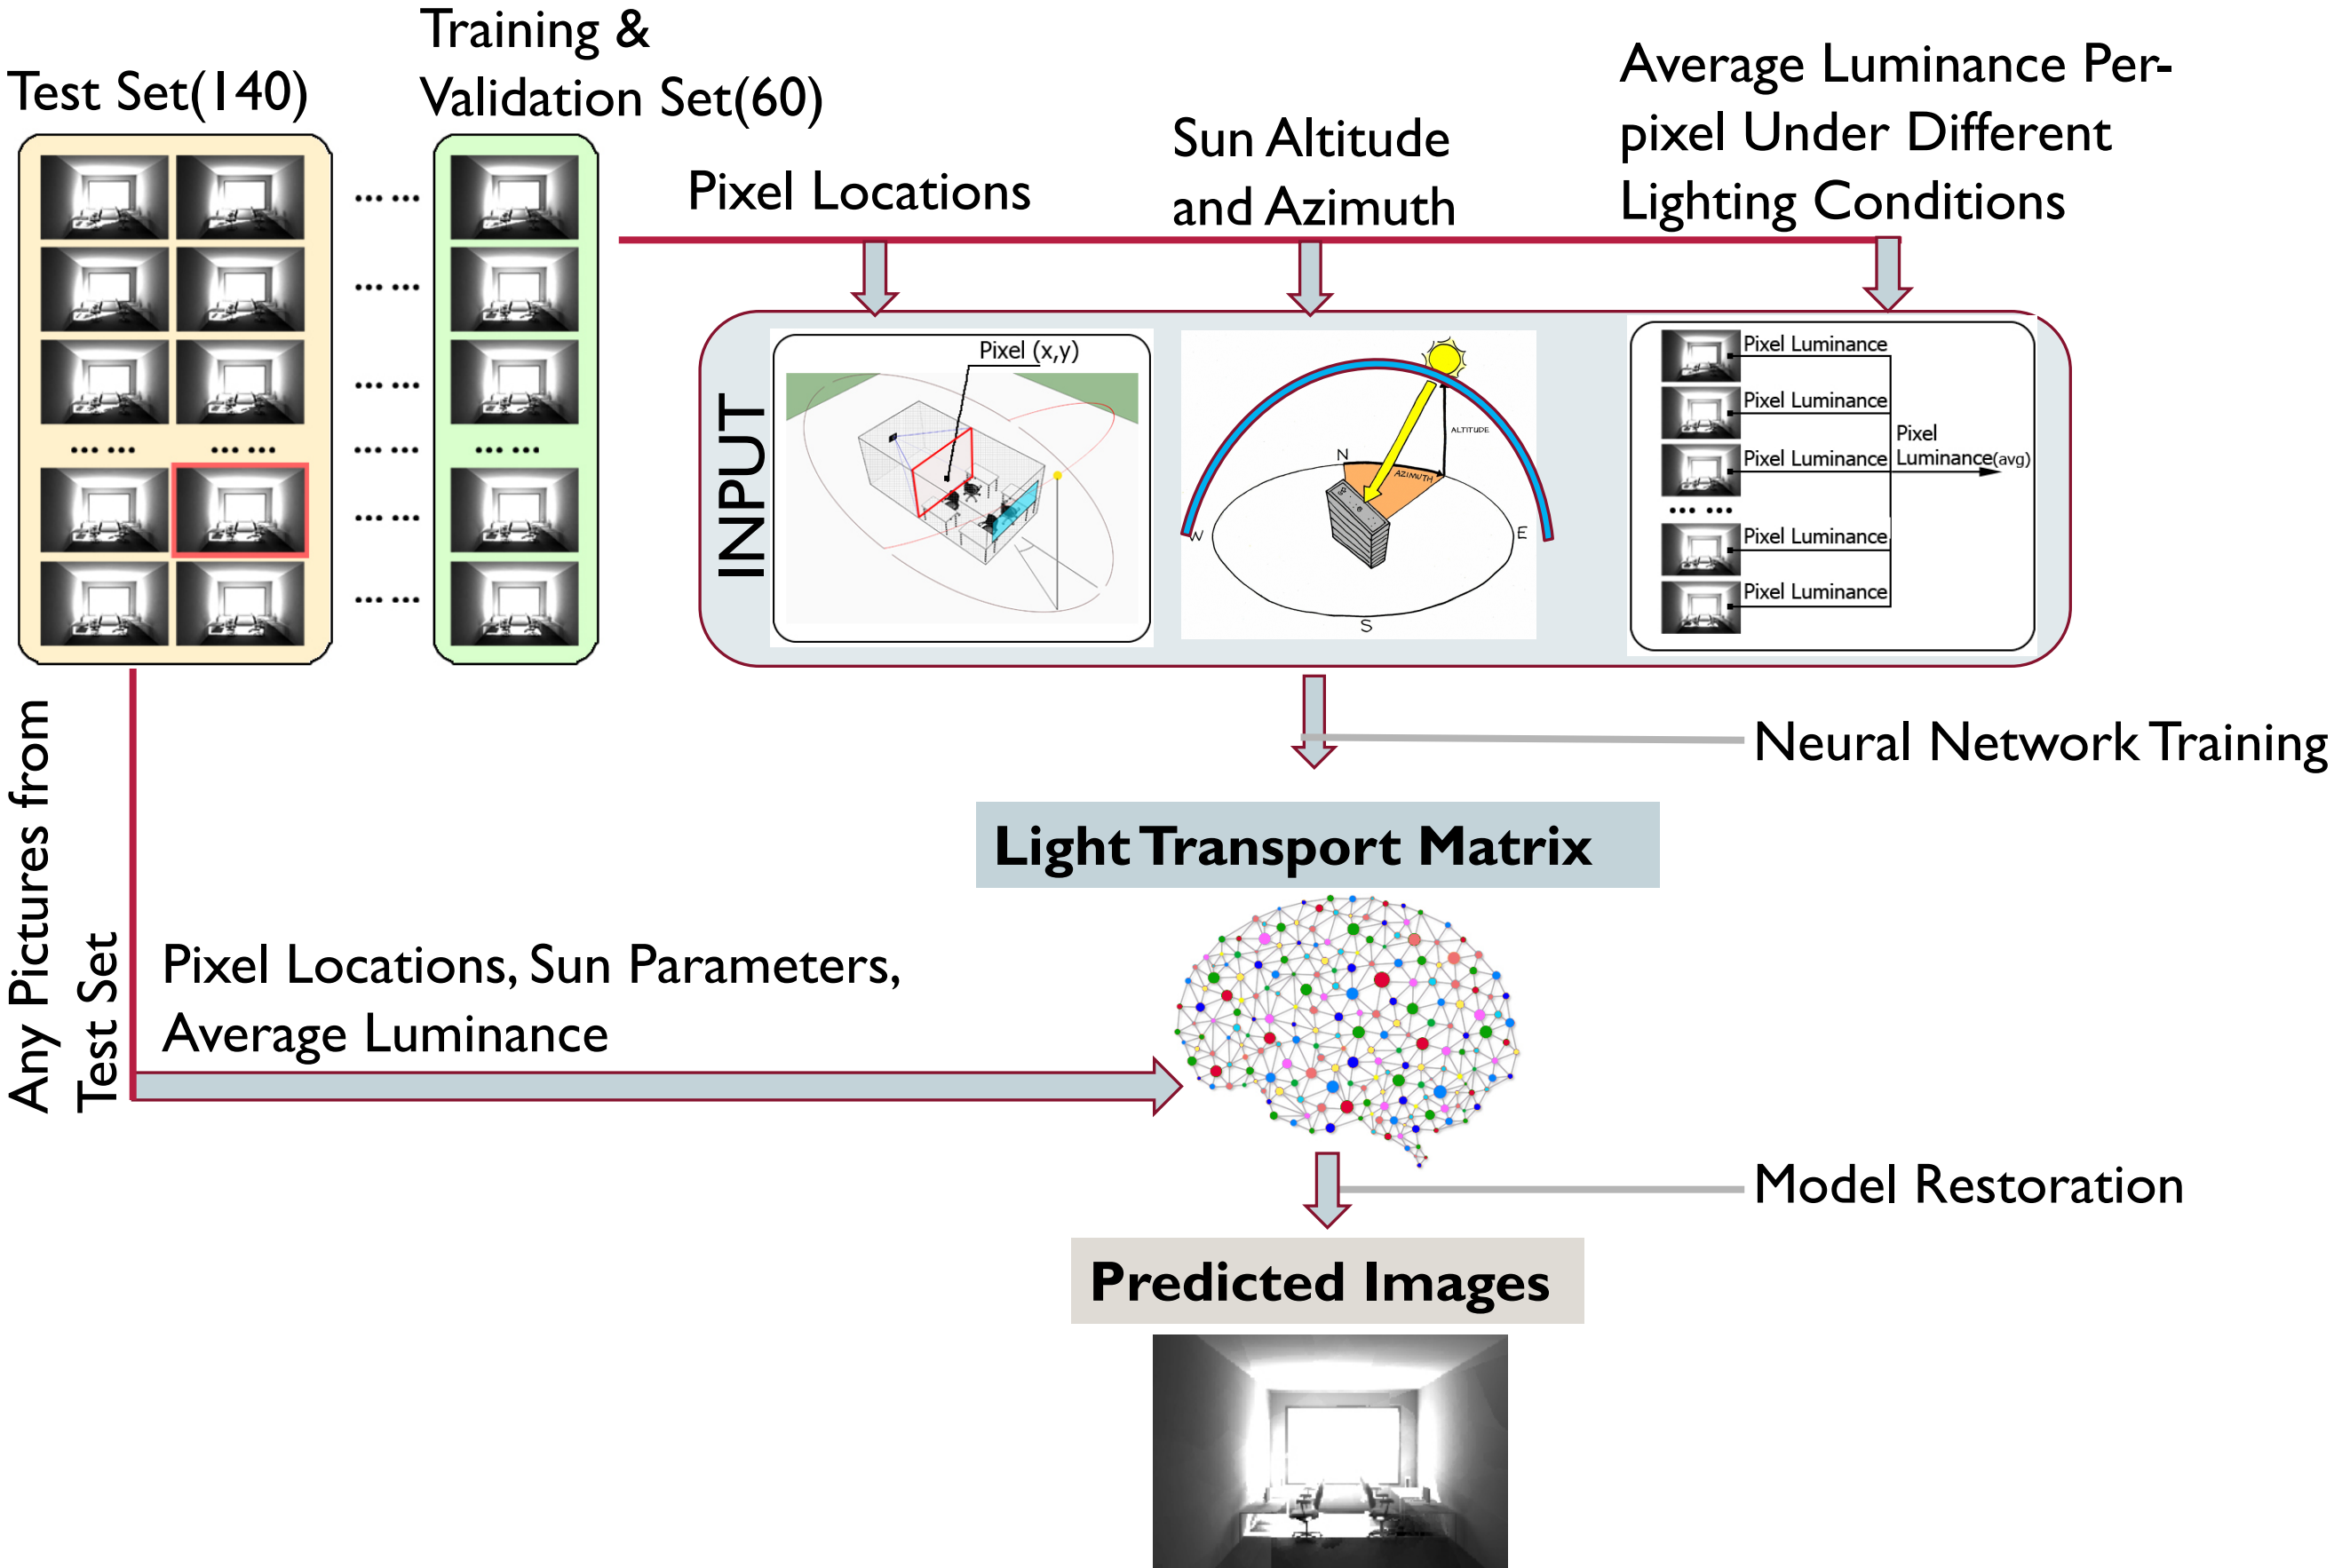 Test Set(140)
Training &
Validation Set(60)
Pixel Locations
Sun Altitude
and Azimuth
Average Luminance Per-
pixel Under Different
Lighting Conditions
INPUT
Pixel (x,y)
ALTITUDE
AZIMUTH
N
W
E
S
Pixel Luminance
Pixel Luminance
Pixel Luminance
Pixel Luminance
Pixel Luminance
Pixel
Luminance(avg)
Neural Network Training
Light Transport Matrix
Any Pictures from
Test Set
Pixel Locations, Sun Parameters,
Average Luminance
Model Restoration
Predicted Images